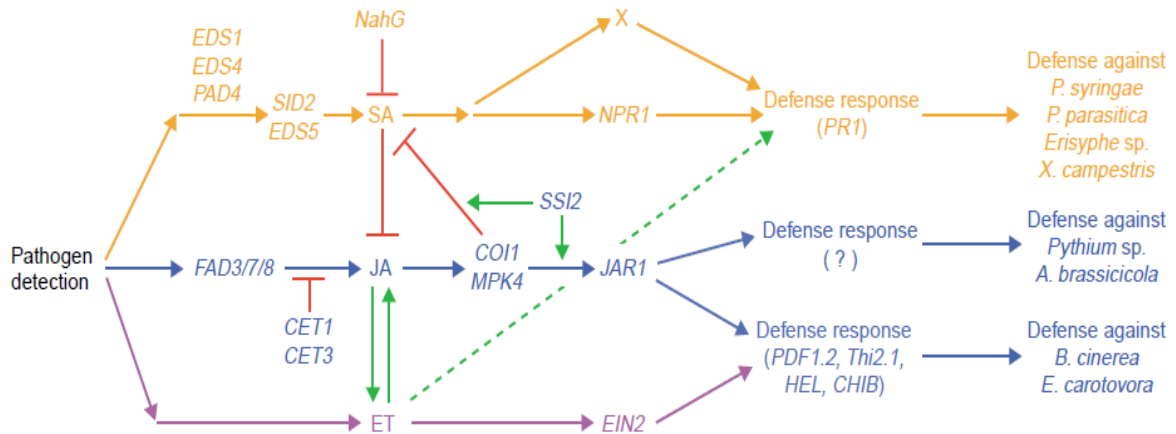 NahG
X
EDS1
EDS4
PAD4
SID2
EDS5
SA
NPR1
Defense response
(PR1)
Defense against
P. syringae
P. parasitica
Erisyphe sp.
X. campestris
SSI2
Pathogen
detection
FAD3/7/8
JA
COI1
MPK4
JAR1
Defense response
( ? )
Defense against
Pythium sp.
A. brassicicola
CET1
CET3
Defense response
(PDF1.2, Thi2.1,
HEL, CHIB)
Defense against
B. cinerea
E. carotovora
ET
EIN2